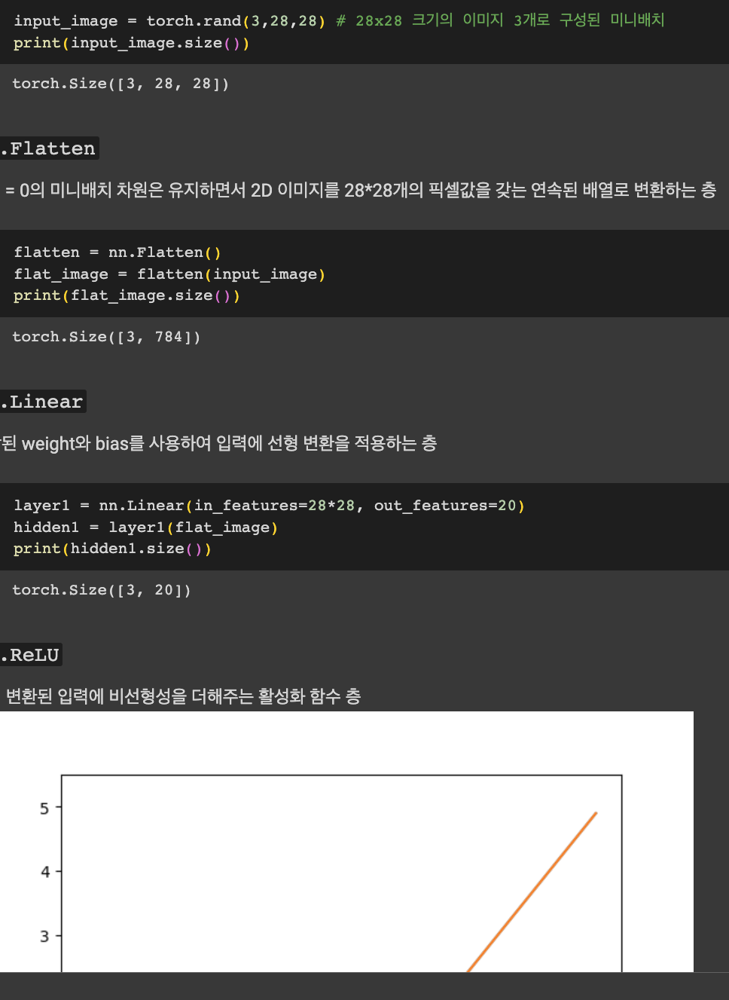 input_image = torch.rand(3,28,28) # 28x28 크기의 이미지 3개로 구성된 미니배치
print(input_image.size())
torch.Size([3, 28, 28])
.Flatten
= 0의 미니배치 차원은 유지하면서 2D 이미지를 28*28개의 픽셀값을 갖는 연속된 배열로 변환하는 층
flatten = nn.Flatten()
flat_image = flatten(input_image)
print(flat_image.size())
torch.Size([3, 784])
.Linear
된 weight와 bias를 사용하여 입력에 선형 변환을 적용하는 층
layer1 = nn.Linear(in_features=28*28, out_features=20)
hidden1 = layer1(flat_image)
print(hidden1.size())
torch.Size([3, 20])
.ReLU
변환된 입력에 비선형성을 더해주는 활성화 함수 층
5
4
3